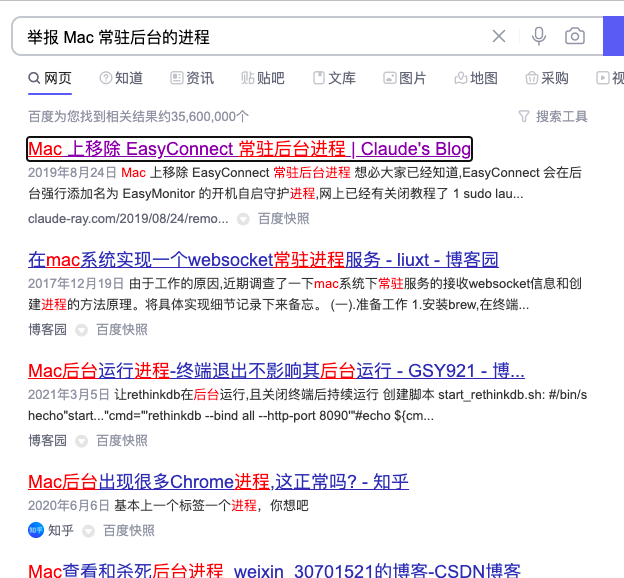 举报 Mac 常驻后台的进程
网页 知道 资讯 贴吧 文库 图片 地图 采购 视
百度为您找到相关结果约35,600,000个 搜索工具
Mac 上移除 EasyConnect 常驻后台进程 | Claude's Blog
2019年8月24日 Mac 上移除 EasyConnect 常驻后台进程 想必大家已经知道,EasyConnect 会在后
台强行添加名为 EasyMonitor 的开机自启守护进程,网上已经有关闭教程了 1 sudo lau...
claude-ray.com/2019/08/24/remo... 百度快照
在mac系统实现一个websocket常驻进程服务 - liuxt - 博客园
2017年12月19日 由于工作的原因,近期调查了一下mac系统下常驻服务的接收websocket信息和创
建进程的方法原理。将具体实现细节记录下来备忘。 (一).准备工作 1.安装brew,在终端...
博客园 百度快照
Mac后台运行进程-终端退出不影响其后台运行 - GSY921 - 博...
2021年3月5日 让rethinkdb在后台运行,且关闭终端后持续运行 创建脚本 start_rethinkdb.sh: #/bin/s
hecho"start..."cmd="'rethinkdb --bind all --http-port 8090'"#echo ${cm...
博客园 百度快照
Mac后台出现很多Chrome进程,这正常吗? - 知乎
2020年6月6日 基本上一个标签一个进程，你想吧
知乎 知乎 百度快照
Mac查看和杀死后台进程_weixin_30701521的博客-CSDN博客